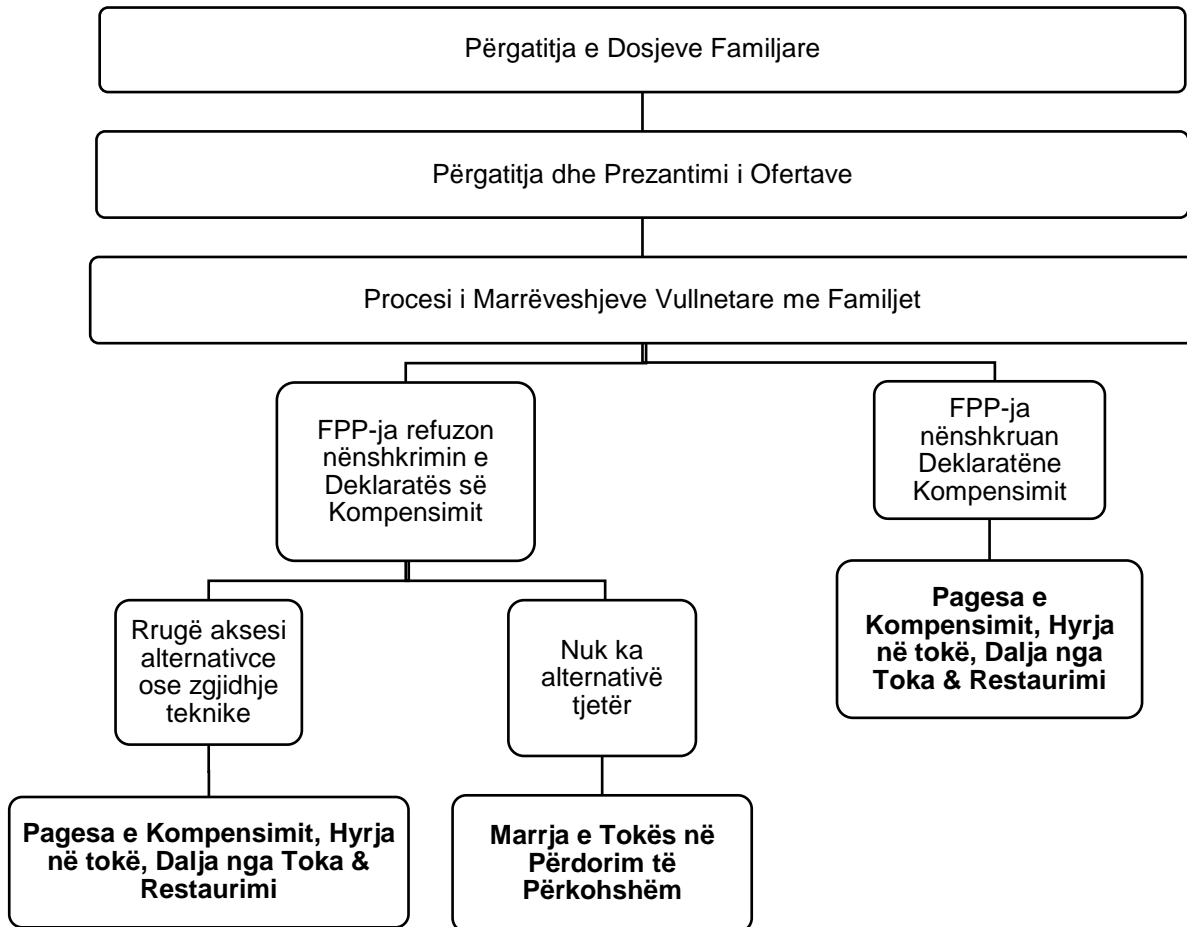 Përgatitja e Dosjeve Familjare
Përgatitja dhe Prezantimi i Ofertave
Procesi i Marrëveshjeve Vullnetare me Familjet
FPP-ja refuzon
nënshkrimin e
Deklaratës së
Kompensimit
FPP-ja
nënshkruan
Deklaratëne
Kompensimit
Rrugë aksesi
alternativce
ose zgjidhje
teknike
Nuk ka
alternativë
tjetër
Pagesa e
Kompensimit, Hyrja
në tokë, Dalja nga
Toka & Restaurimi
Pagesa e Kompensimit, Hyrja
në tokë, Dalja nga Toka &
Restaurimi
Marrja e Tokës në
Përdorim të
Përkohshëm